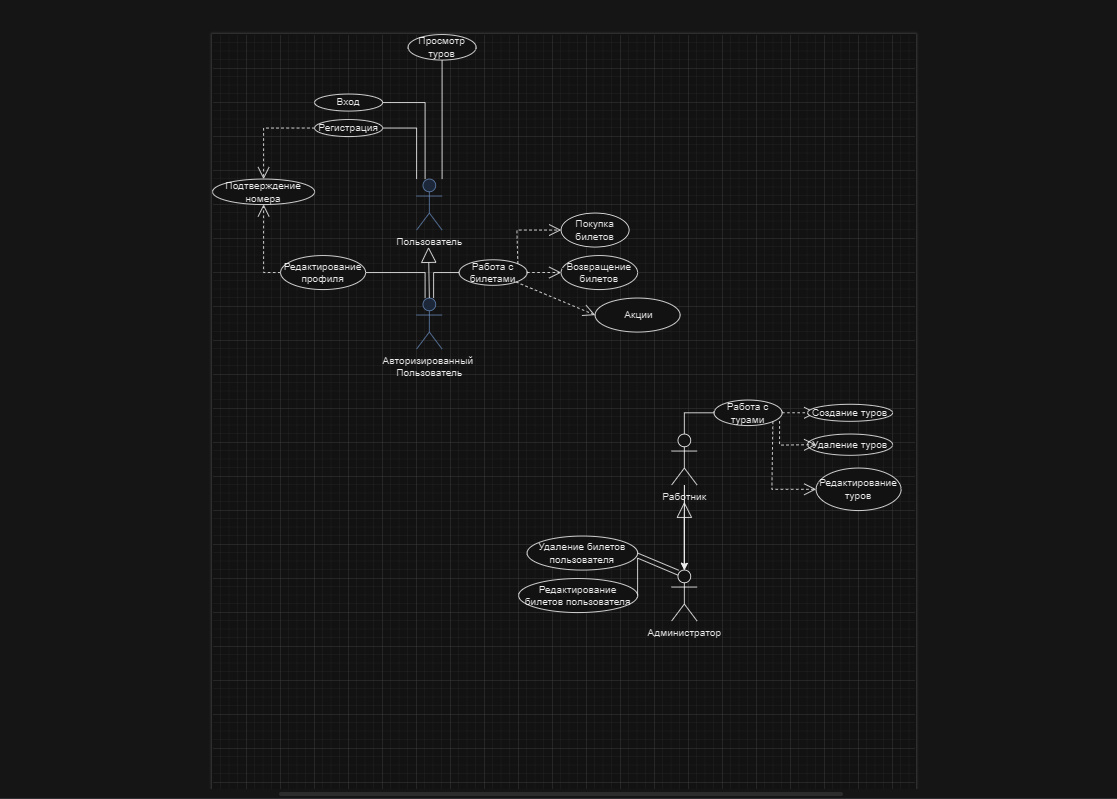 Просмотр
туров
Вход
Регистрация
Подтверждение
номера
Пользователь
Покупка
билетов
Редактирование
профиля
Работа с
билетами
Возвращение
билетов
Акции
Авторизированный
Пользователь
Работа с
турами
Создание туров
Удаление туров
Редактирование
туров
Работник
Удаление билетов
пользователя
Редактирование
билетов пользователя
Администратор